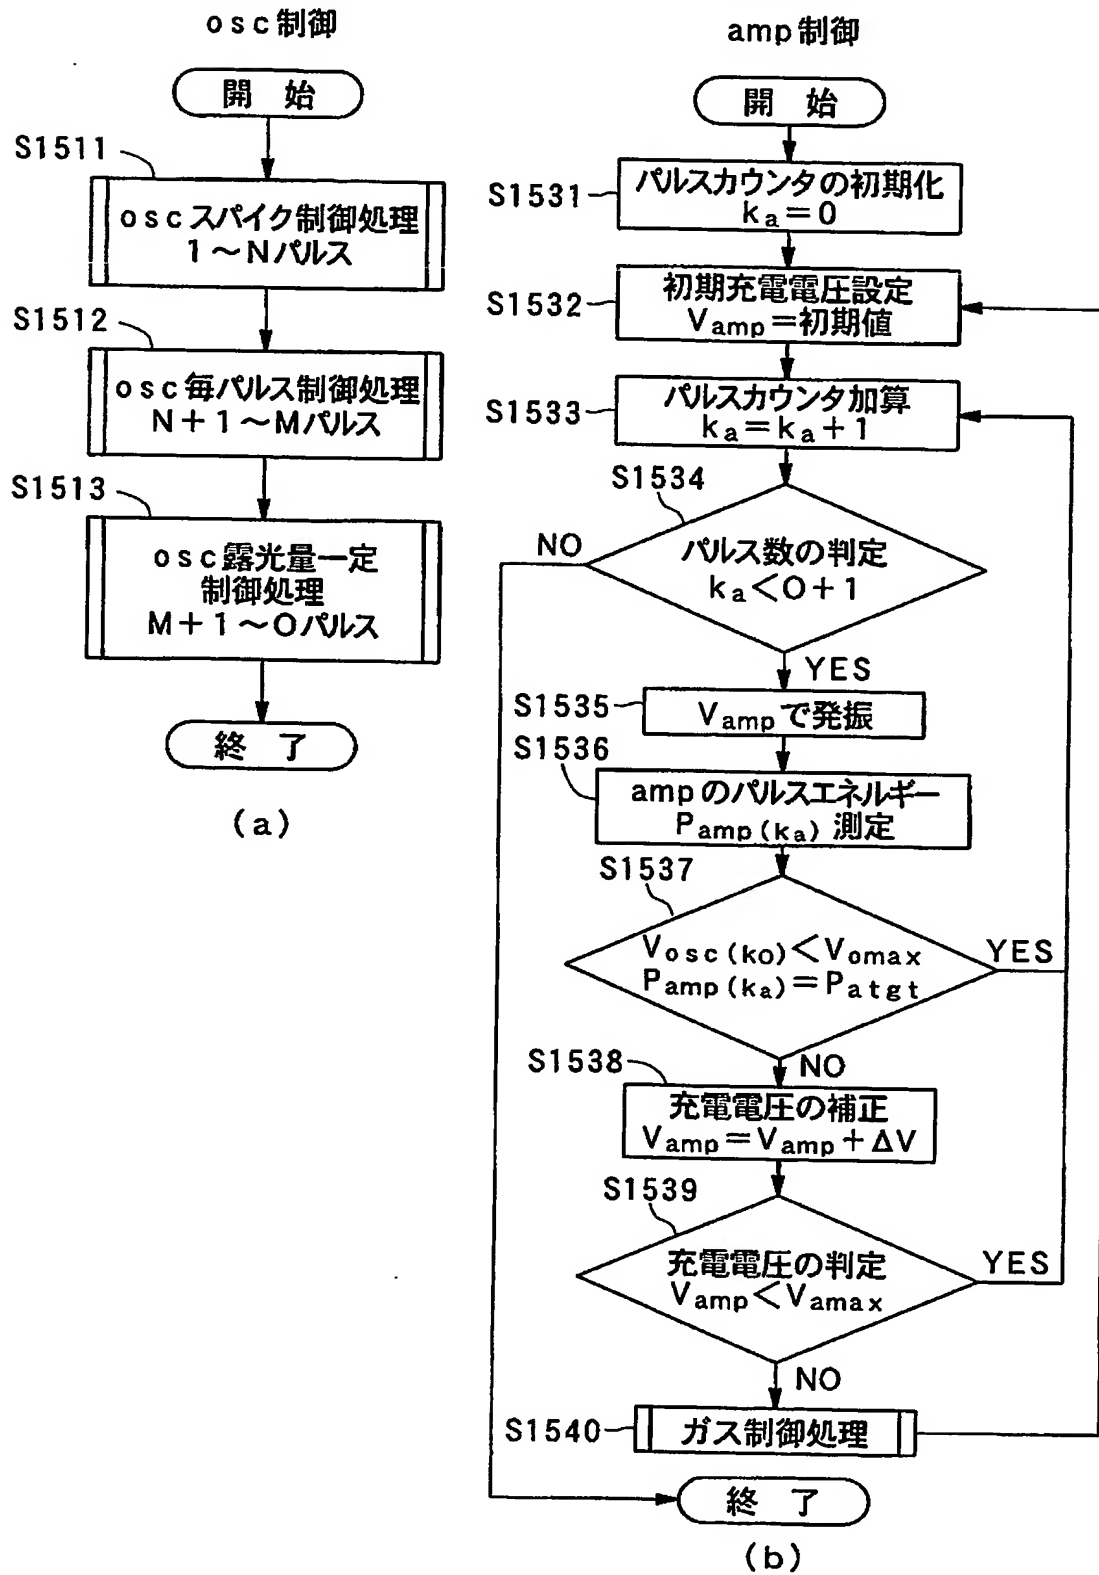 osc制御
開 始
S1511
oscスパイク制御処理
1～Nパルス
S1512
osc毎パルス制御処理
N+1～Mパルス
S1513
osc露光量一定
制御処理
M+1～Oパルス
終 了
(a)
amp制御
開 始
S1531
パルスカウンタの初期化
ka=0
S1532
初期充電電圧設定
Vamp=初期値
S1533
パルスカウンタ加算
ka=ka+1
S1534
NO
パルス数の判定
ka<O+1
YES
S1535
Vampで発振
S1536
ampのパルスエネルギー
Pamp(ka)測定
S1537
Vosc(ko)<Vomax
Pamp(ka)=Patgt
YES
NO
S1538
充電電圧の補正
Vamp=Vamp+ΔV
S1539
充電電圧の判定
Vamp<Vamax
YES
NO
S1540
ガス制御処理
終 了
(b)